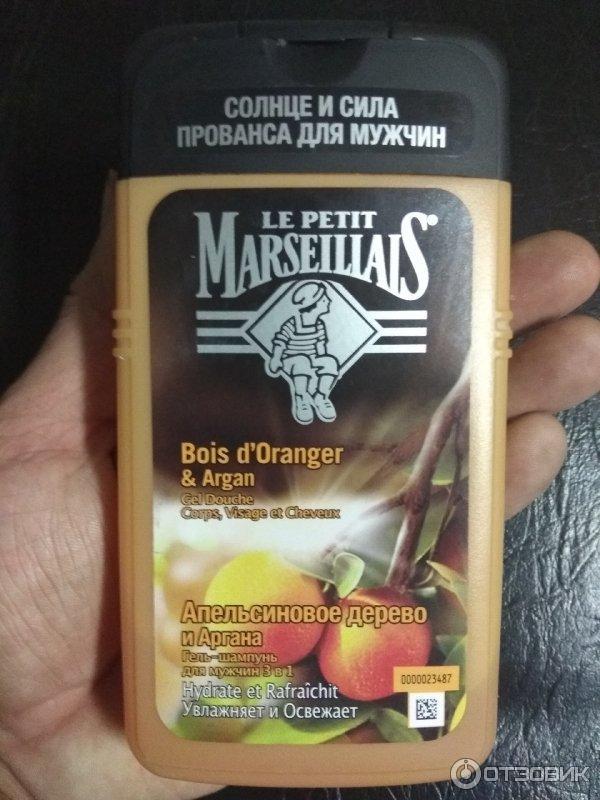 СОЛНЦЕ И СИЛА
ПРОВАНСА ДЛЯ МУЖЧИН
LE PETIT
MARSEILLAIS®
Bois d'Oranger
& Argan
Gel Douche
Corps, Visage et Cheveux
Апельсиновое дерево
и Аргана
Гель-шампунь
для мужчин 3 в 1
0000023487
Hydrate et Rafraîchit
Увлажняет и Освежает
ОТЗОВИК